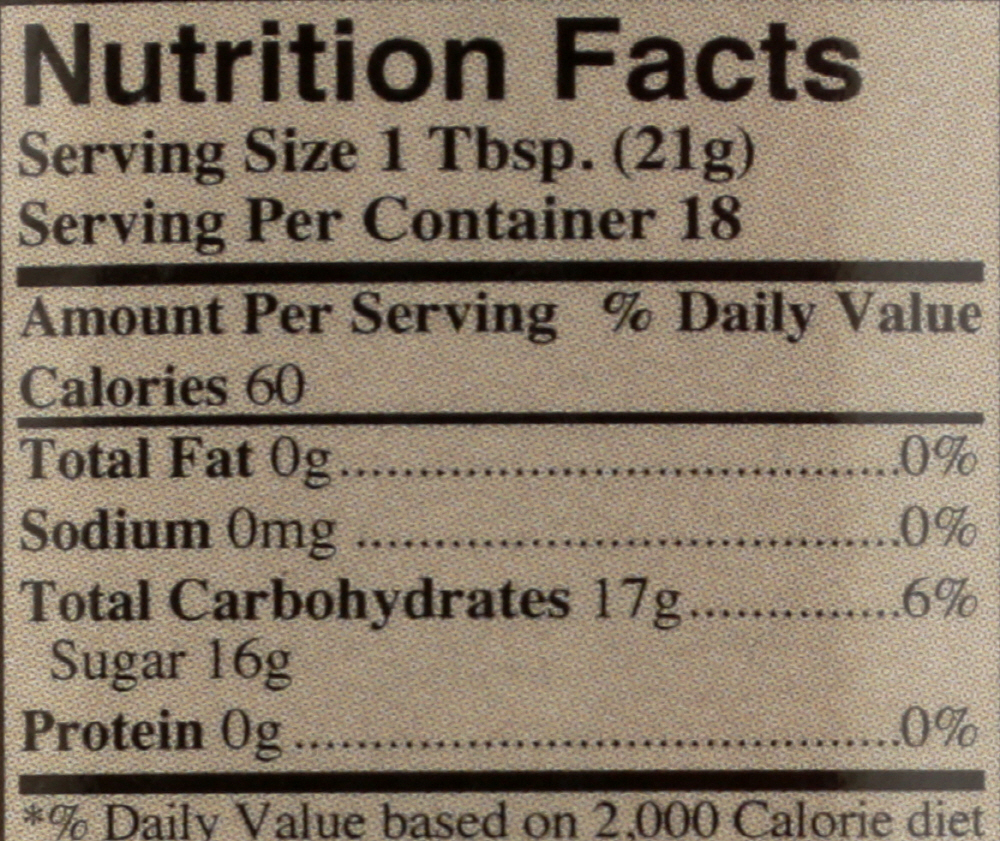 Nutrition Facts
Serving Size 1 Tbsp. (21g)
Serving Per Container 18
Amount Per Serving % Daily Value
Calories 60
Total Fat 0g..................................0%
Sodium 0mg ..................................0%
Total Carbohydrates 17g.............6%
Sugar 16g
Protein 0g......................................0%
*% Daily Value based on 2,000 Calorie diet